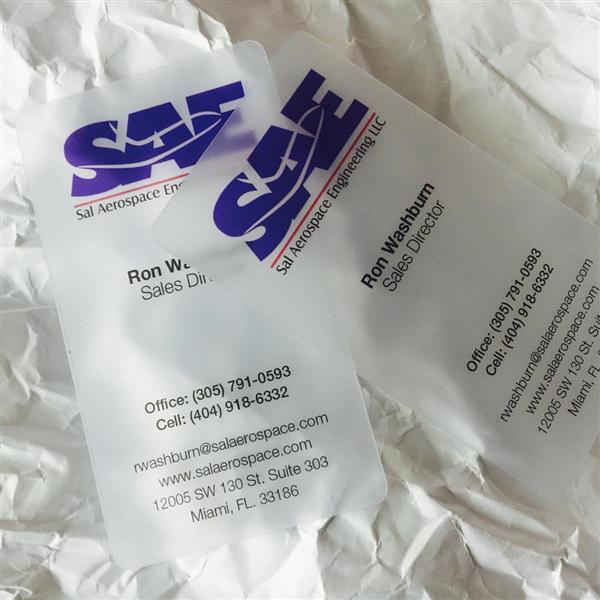 SAE
Sal Aerospace Eng
Ron Wa
Sales Dir
Office: (305) 791-0593
Cell: (404) 918-6332
rwashburn@salaerospace.com
www.salaerospace.com
12005 SW 130 St. Suite 303
Miami, FL. 33186
SAE
Sal Aerospace Engineering LLC
Ron Washburn
Sales Director
Office: (305) 791-0593
Cell: (404) 918-6332
rwashburn@salaerospace.com
www.salaerospace.com
12005 SW 130 St. Su
Miami, FL.